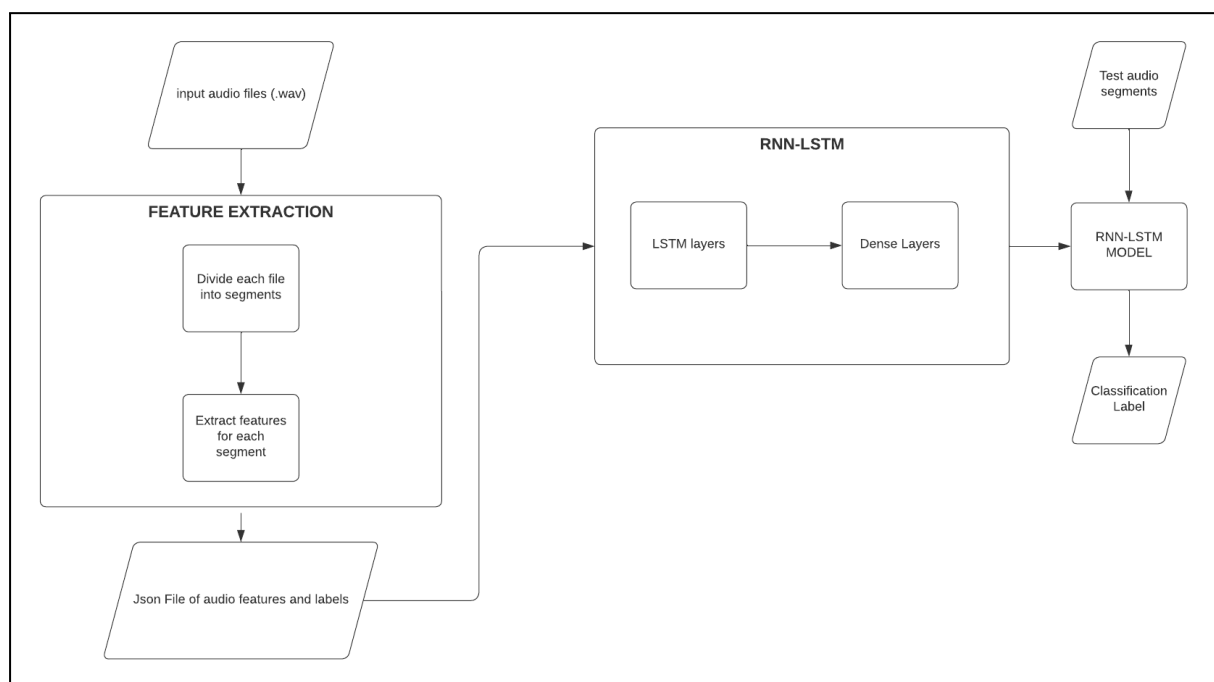 input audio files (.wav)
FEATURE EXTRACTION
Divide each file
into segments
Extract features
for each
segment
Json File of audio features and labels
RNN-LSTM
LSTM layers
Dense Layers
Test audio
segments
RNN-LSTM
MODEL
Classification
Label